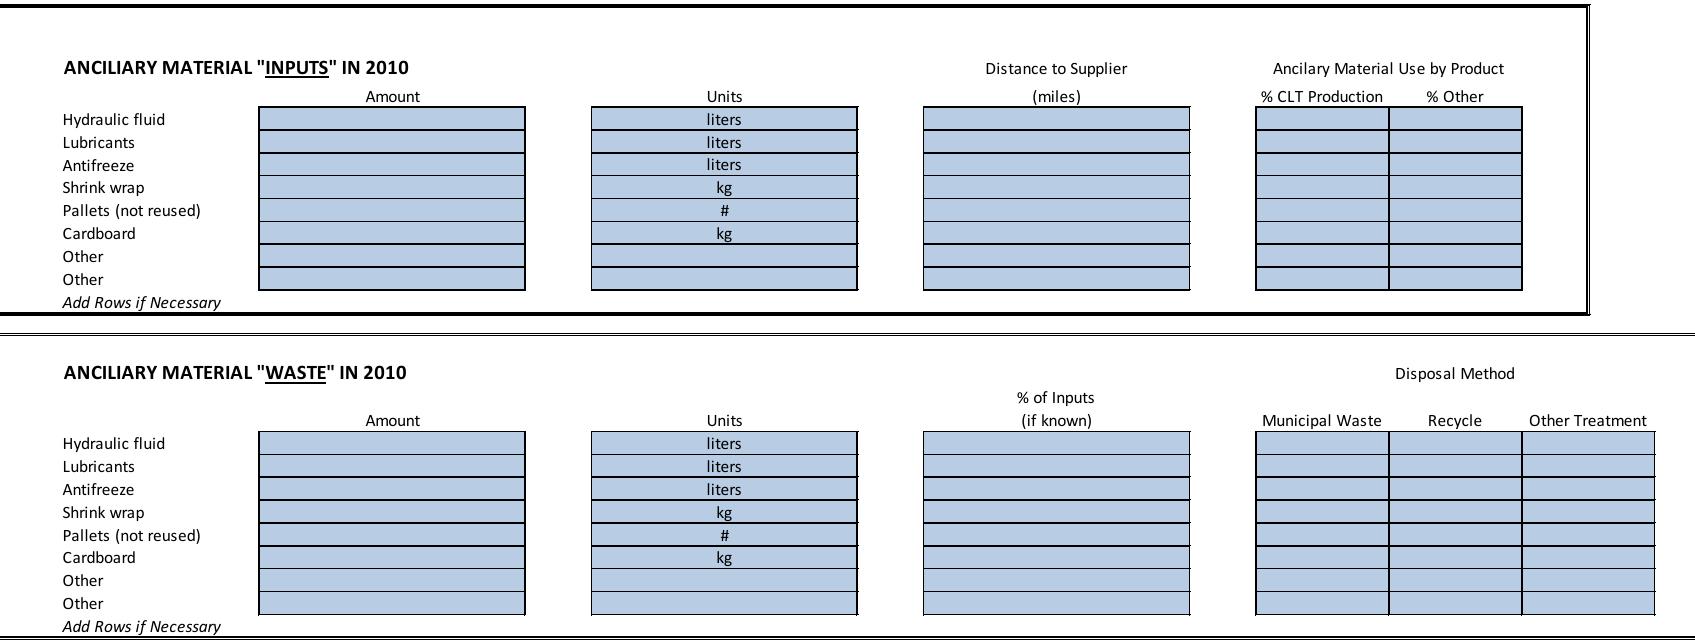 ANCILIARY MATERIAL "INPUTS" IN 2010 Distance to Supplier Ancilary Material Use by Product
Amount Units (miles) % CLT Production % Other
Hydraulic fluid liters
Lubricants liters
Antifreeze liters
Shrink wrap kg
Pallets (not reused) #
Cardboard kg
Other
Other
Add Rows if Necessary
ANCILIARY MATERIAL "WASTE" IN 2010 Disposal Method
% of Inputs
Amount Units (if known) Municipal Waste Recycle Other Treatment
Hydraulic fluid liters
Lubricants liters
Antifreeze liters
Shrink wrap kg
Pallets (not reused) #
Cardboard kg
Other
Other
Add Rows if Necessary